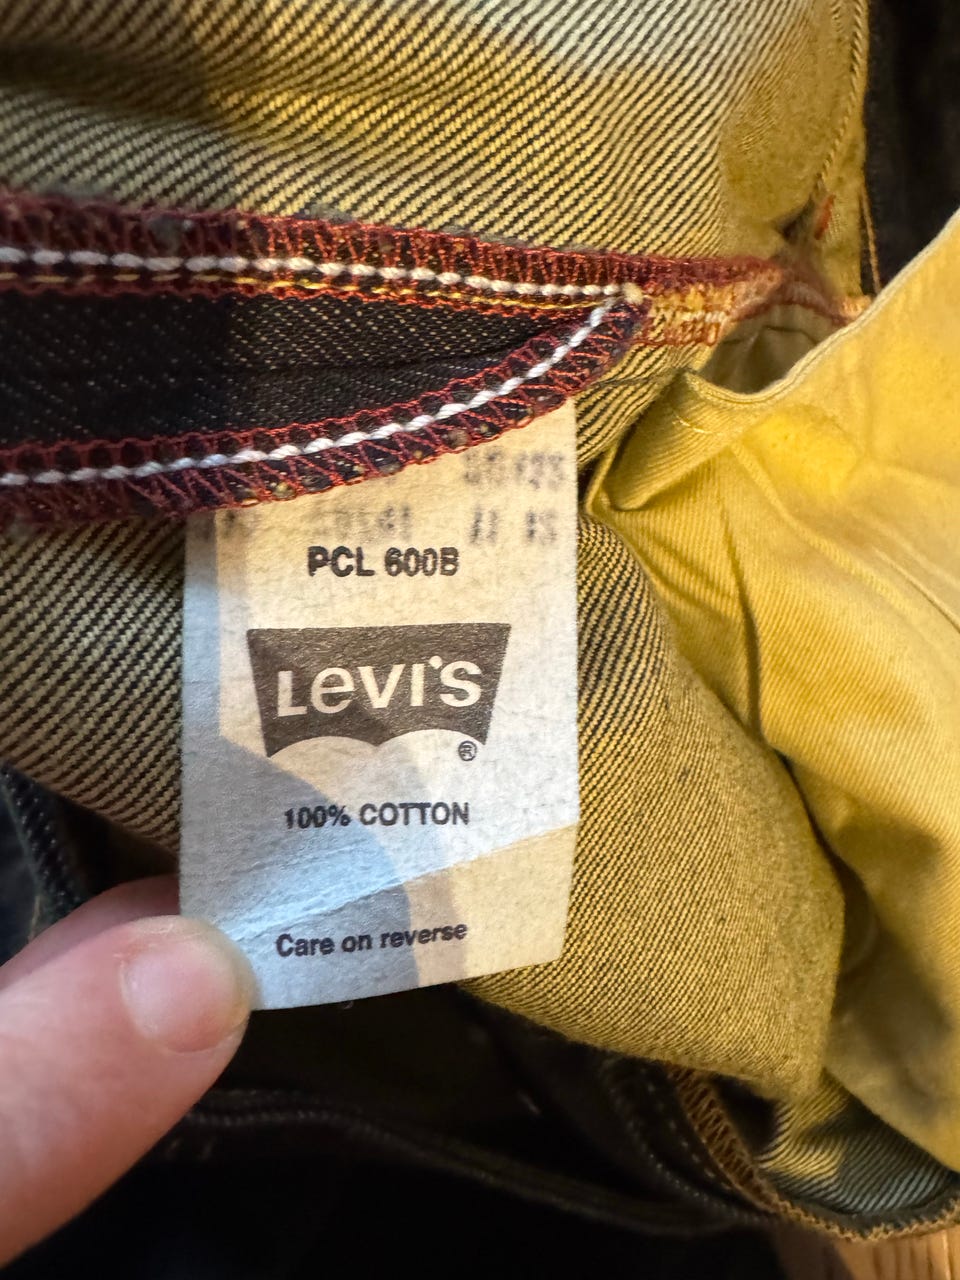 PCL 600B
LEVI'S
®
100% COTTON
Care on reverse